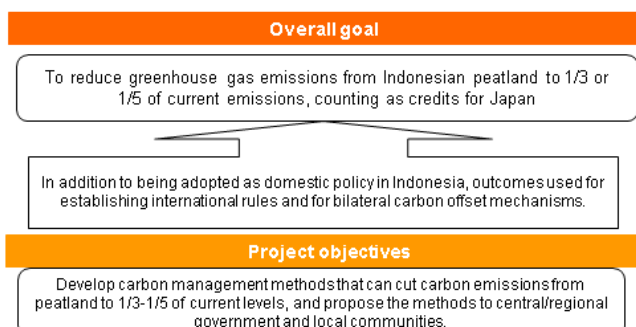 Overall goal
To reduce greenhouse gas emissions from Indonesian peatland to 1/3 or
1/5 of current emissions, counting as credits for Japan
In addition to being adopted as domestic policy in Indonesia, outcomes used for
establishing international rules and for bilateral carbon offset mechanisms.
Project objectives
Develop carbon management methods that can cut carbon emissions from
peatland to 1/3-1/5 of current levels, and propose the methods to central/regional
government and local communities.